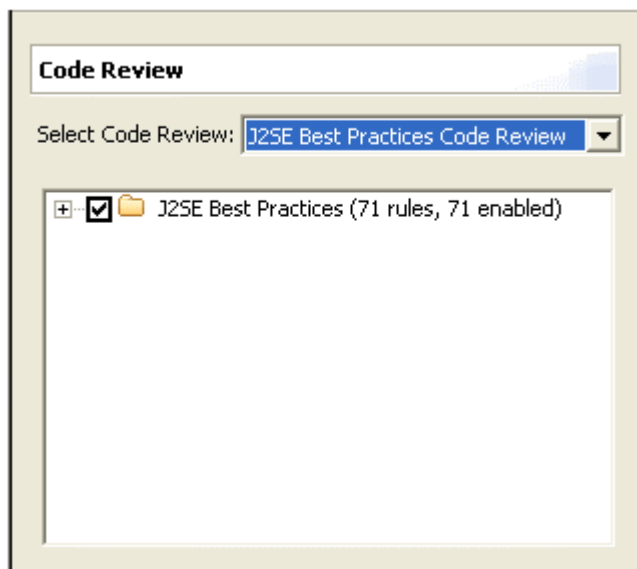 Code Review
Select Code Review: J2SE Best Practices Code Review
J2SE Best Practices (71 rules, 71 enabled)